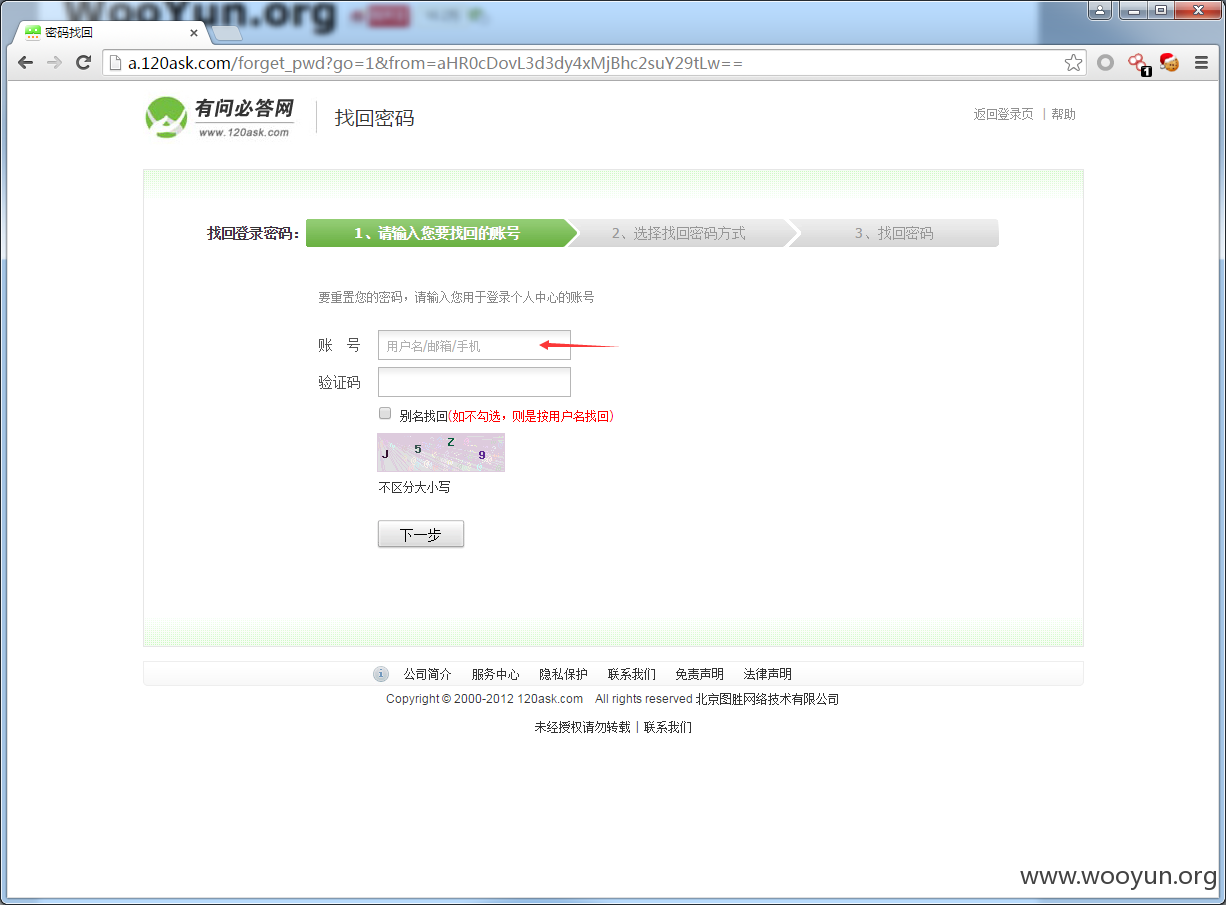 WooYun.org
密码找回
a.120ask.com/forget_pwd?go=1&from=aHR0cDovL3d3dy4xMjBhc2suY29tLw==
1
有问必答网
www.120ask.com
找回密码
返回登录页 | 帮助
找回登录密码：
1、请输入您要找回的账号
2、选择找回密码方式
3、找回密码
要重置您的密码，请输入您用于登录个人中心的账号
账 号 用户名/邮箱/手机
验证码
别名找回(如不勾选，则是按用户名找回)
J 5 Z 9
不区分大小写
下一步
公司简介 服务中心 隐私保护 联系我们 免责声明 法律声明
Copyright © 2000-2012 120ask.com All rights reserved 北京图胜网络技术有限公司
未经授权请勿转载 | 联系我们
www.wooyun.org